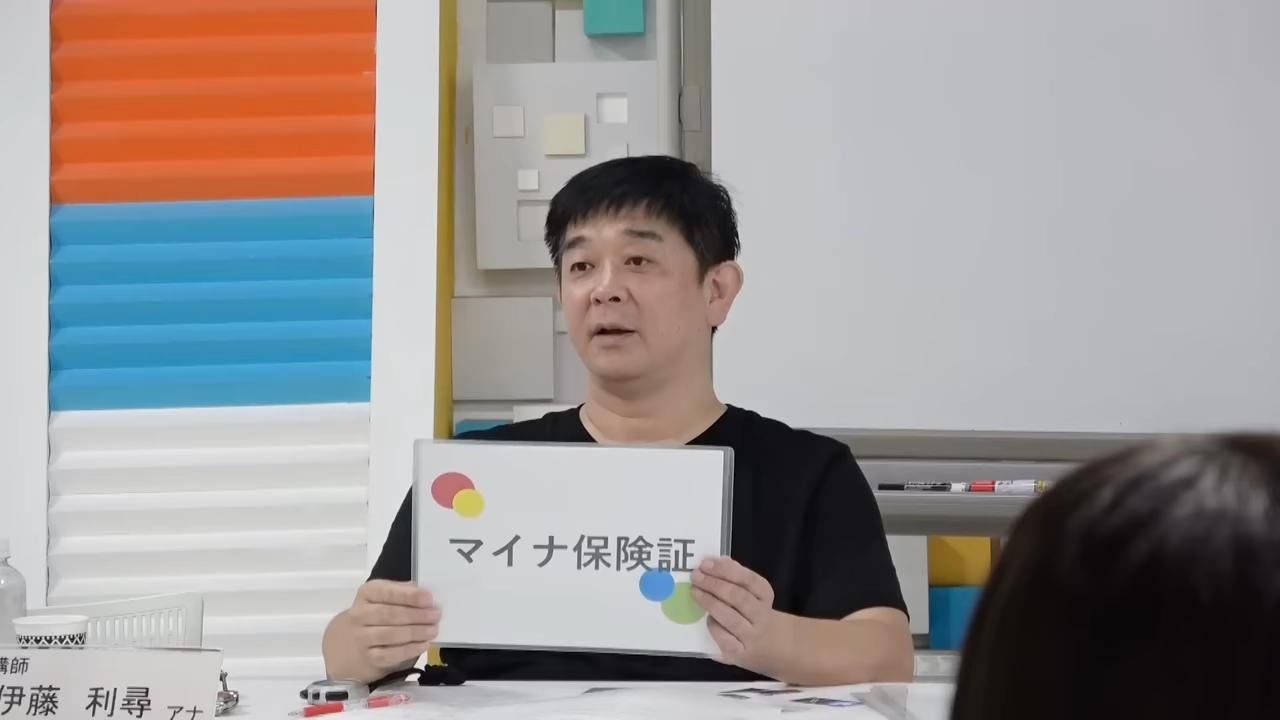 マイナ保険証
講師
伊藤 利尋 アナ